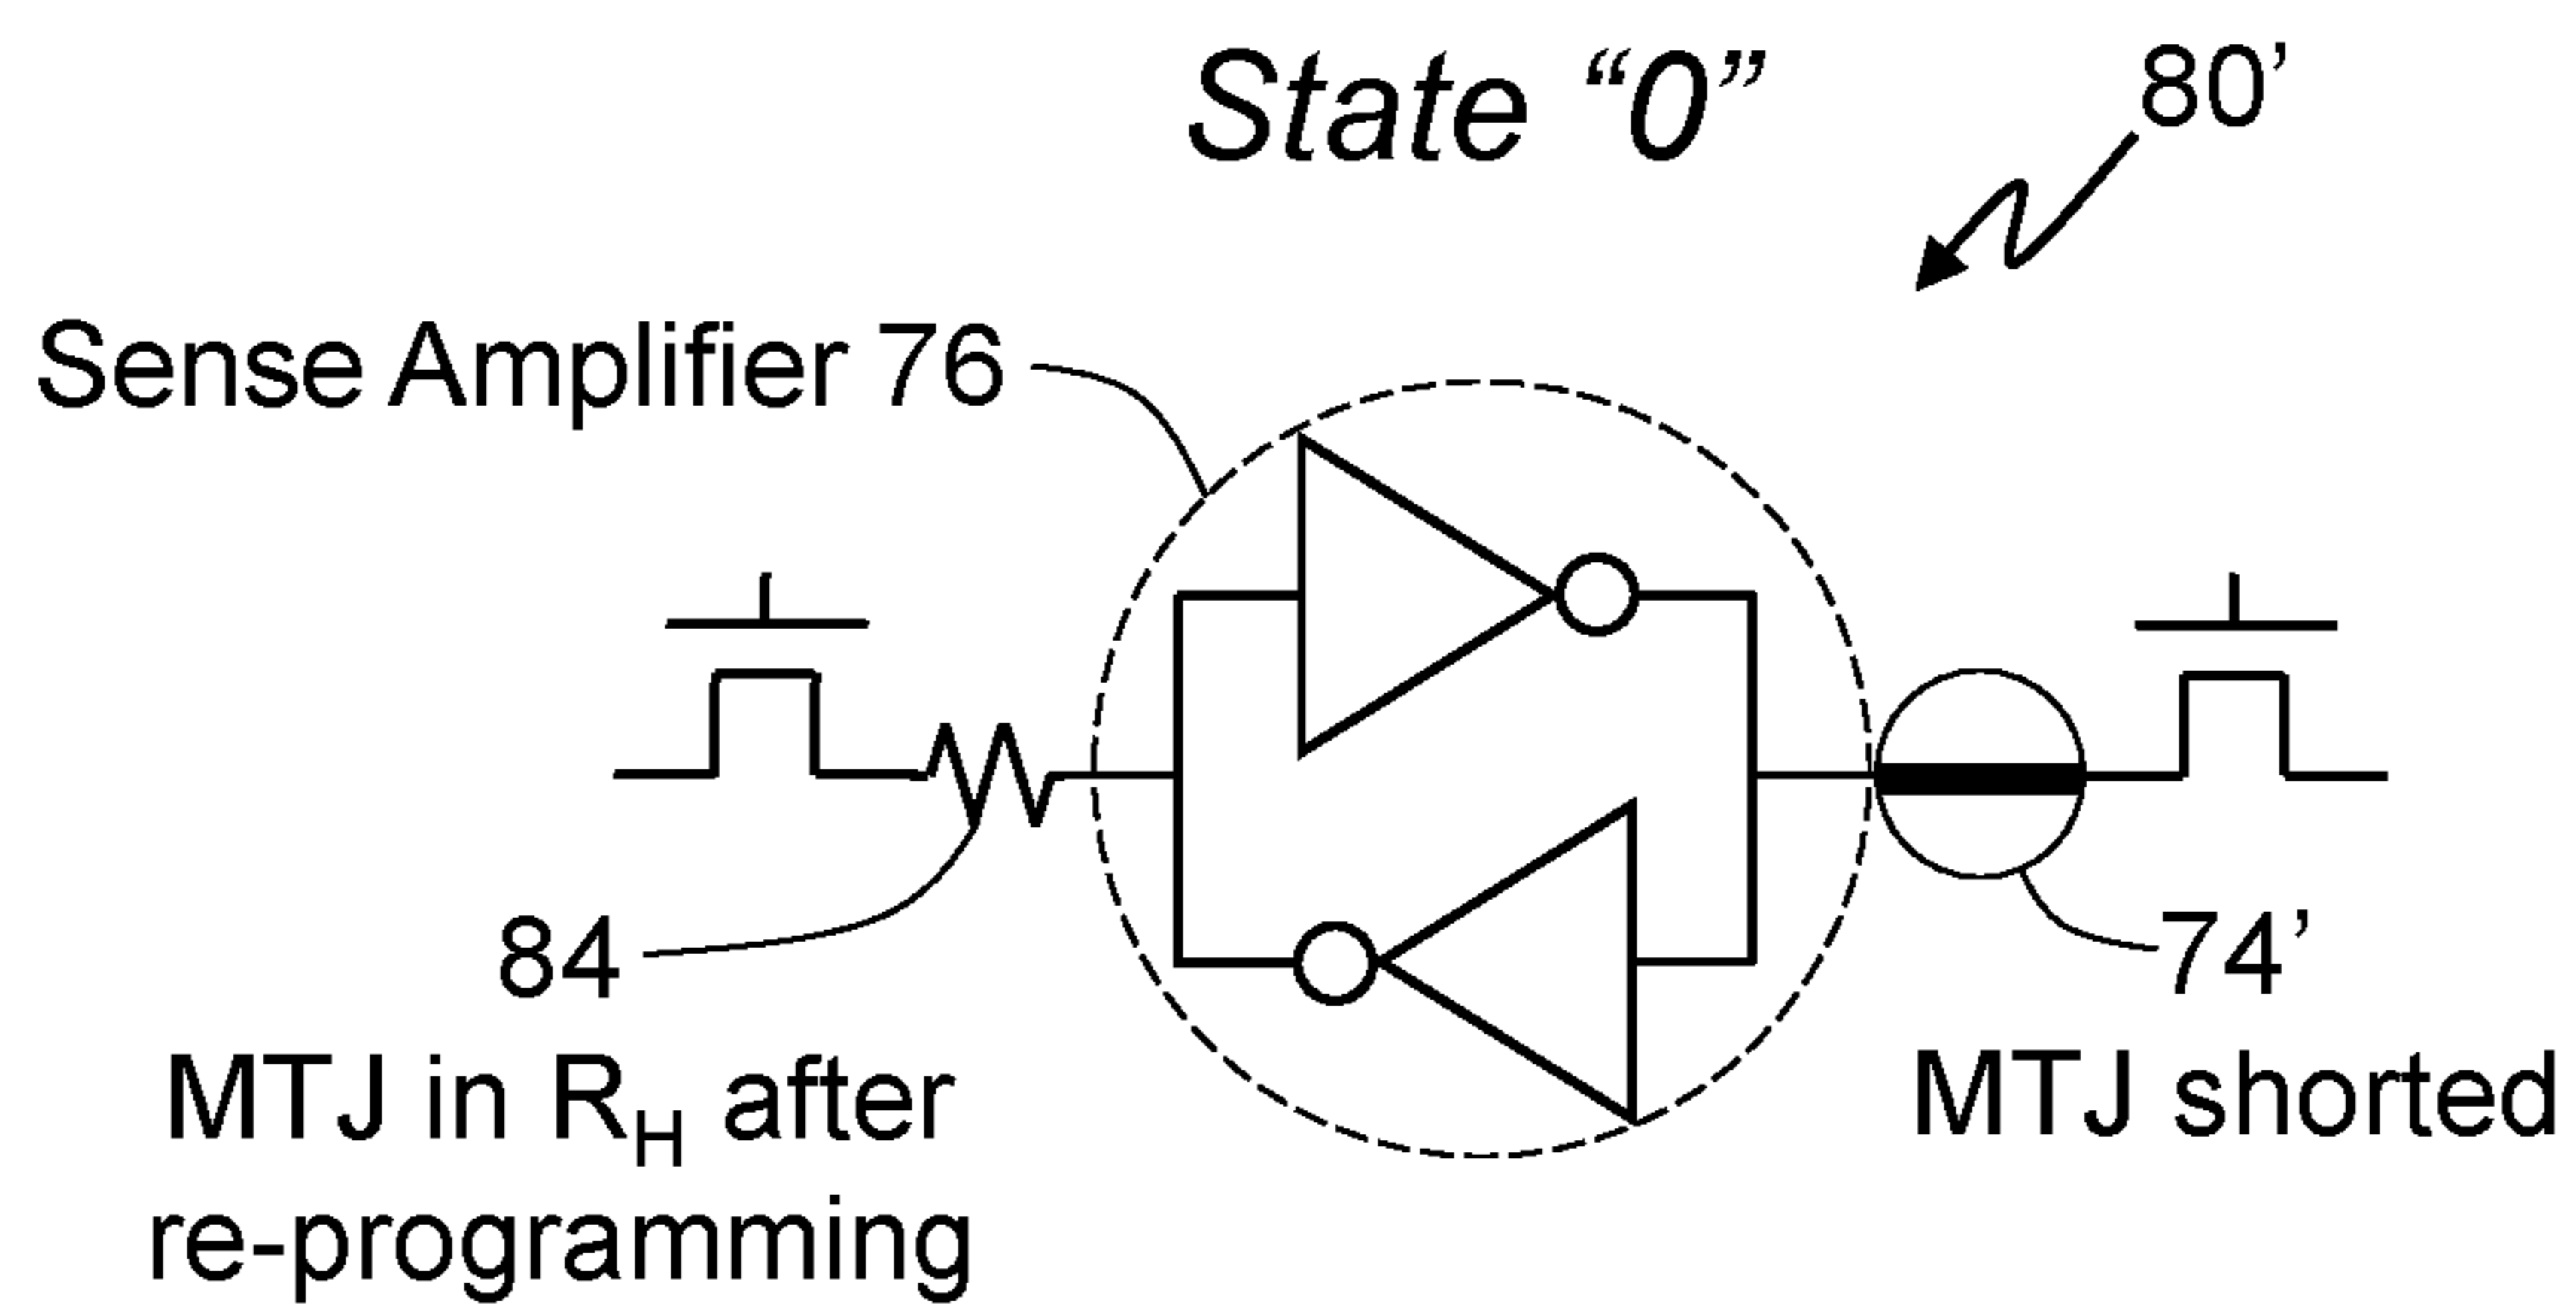 State “0”
80’
Sense Amplifier 76
84
MTJ in RH after
re-programming
74’
MTJ shorted